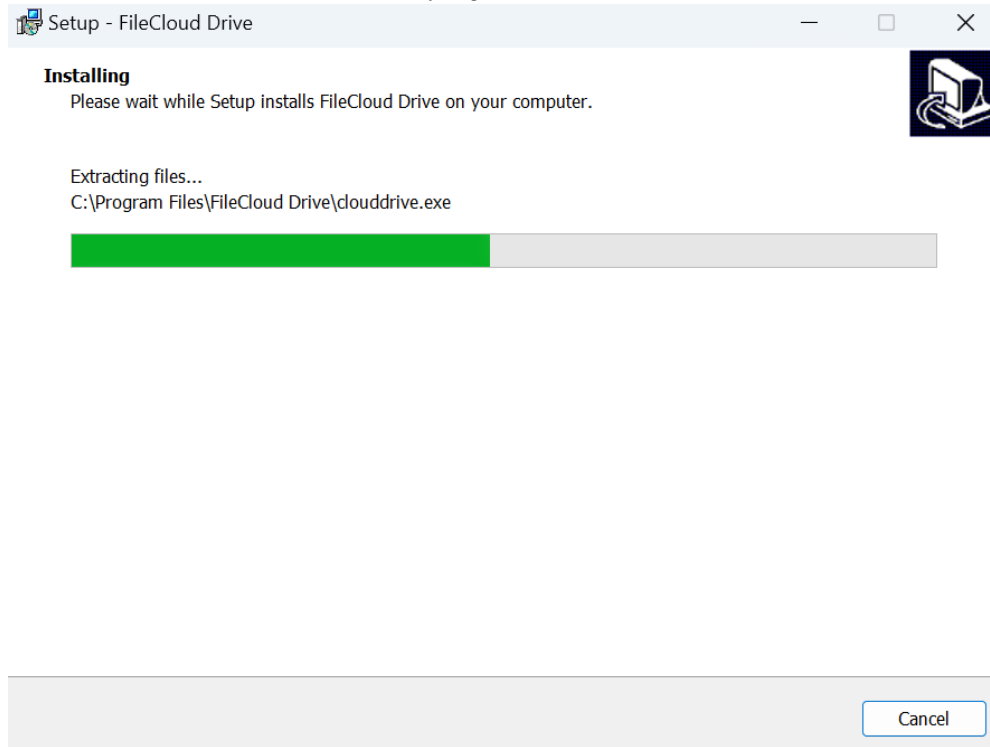 Setup - FileCloud Drive
Installing
Please wait while Setup installs FileCloud Drive on your computer.
Extracting files...
C:\Program Files\FileCloud Drive\clouddrive.exe
Cancel